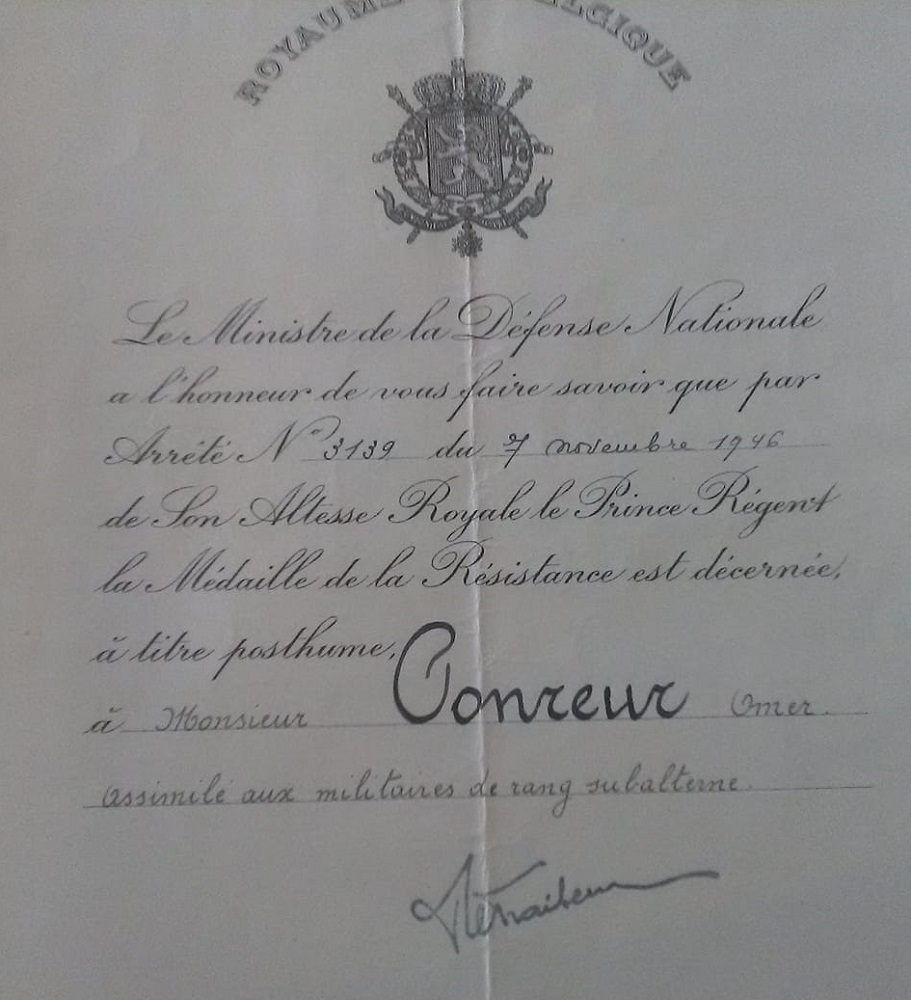 ROYAUME BELGIQUE
Le Ministre de la Défense Nationale
a l'honneur de vous faire savoir que par
Arrêté N° 3139 du 7 novembre 1946
de Son Altesse Royale le Prince Régent
la Médaille de la Résistance est décernée,
à titre posthume,
à Monsieur Conreur Omer.
Assimilé aux militaires de rang subalterne.